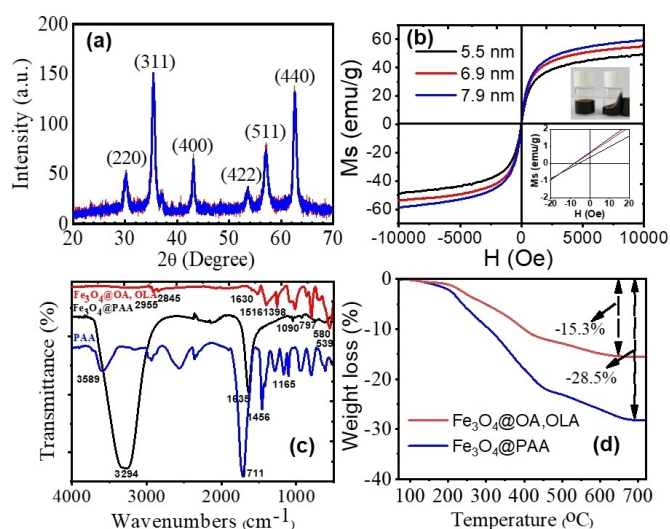 (a)
(311)
(440)
(220)
(400)
(511)
(422)
200
150
100
50
0
Intensity (a.u.)
20 30 40 50 60 70
2θ (Degree)
(b)
5.5 nm
6.9 nm
7.9 nm
60
40
20
0
-20
-40
-60
Ms (emu/g)
2
1
0
-1
-2
Ms (emu/g)
-20 -10 0 10 20
H (Oe)
-10000 -5000 0 5000 10000
H (Oe)
Fe3O4@OA, OLA
2955 2845
1630
1516 1398
Fe3O4@PAA
1090 797
580
539
PAA
3589
1165
1635
1456
(c)
3294
1711
Transmittance (%)
4000 3000 2000 1000
Wavenumbers (cm-1)
0
-10
-20
-30
-40
Weight loss (%)
-15.3%
-28.5%
Fe3O4@OA,OLA
Fe3O4@PAA
(d)
100 200 300 400 500 600 700
Temperature (ºC)